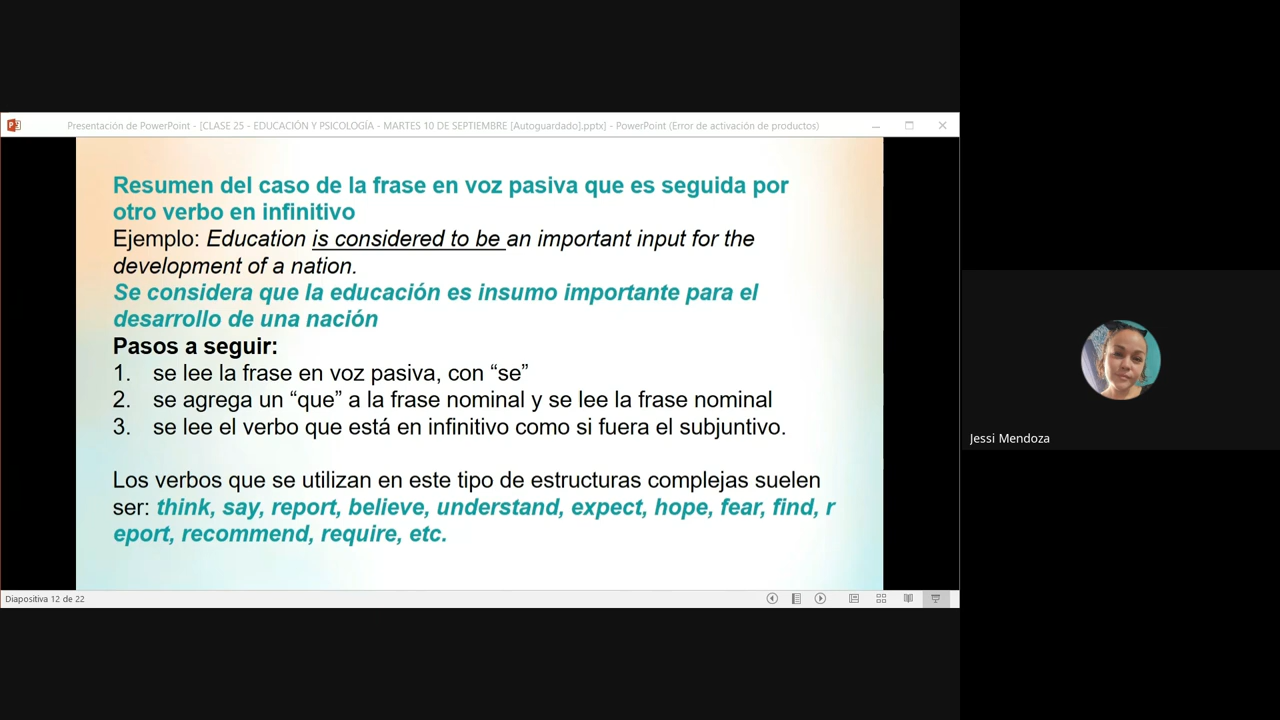 Presentación de PowerPoint - [CLASE 25 - EDUCACIÓN Y PSICOLOGÍA - MARTES 10 DE SEPTIEMBRE [Autoguardado].pptx] - PowerPoint (Error de activación de productos)
Resumen del caso de la frase en voz pasiva que es seguida por
otro verbo en infinitivo
Ejemplo: Education is considered to be an important input for the
development of a nation.
Se considera que la educación es insumo importante para el
desarrollo de una nación
Pasos a seguir:
1. se lee la frase en voz pasiva, con “se”
2. se agrega un “que” a la frase nominal y se lee la frase nominal
3. se lee el verbo que está en infinitivo como si fuera el subjuntivo.
Los verbos que se utilizan en este tipo de estructuras complejas suelen
ser: think, say, report, believe, understand, expect, hope, fear, find, r
eport, recommend, require, etc.
Diapositiva 12 de 22
Jessi Mendoza